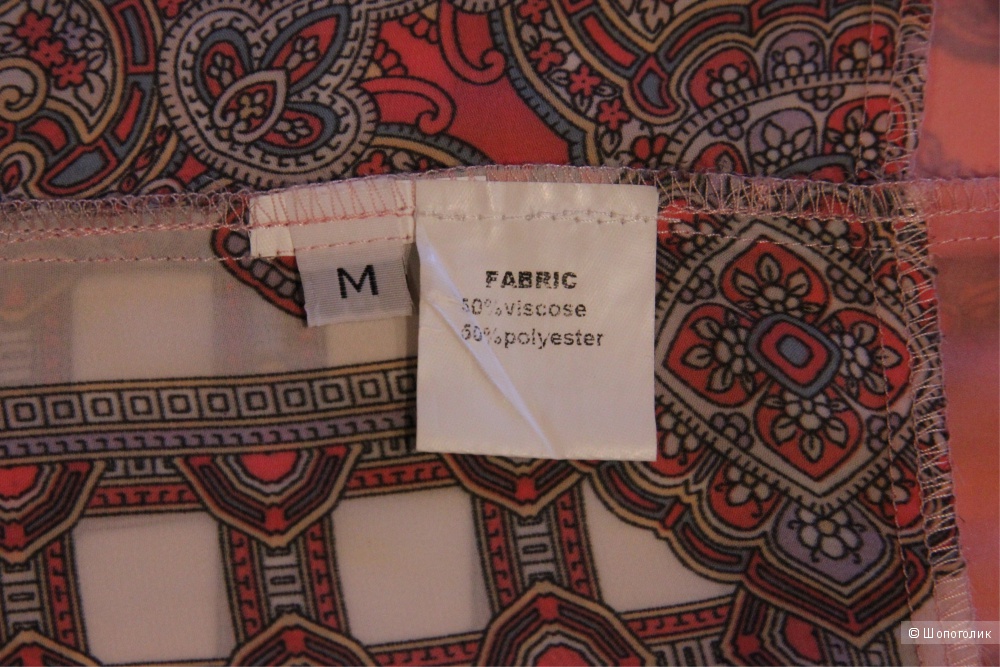 M
FABRIC
50%viscose
50%polyester
© Шопоголик